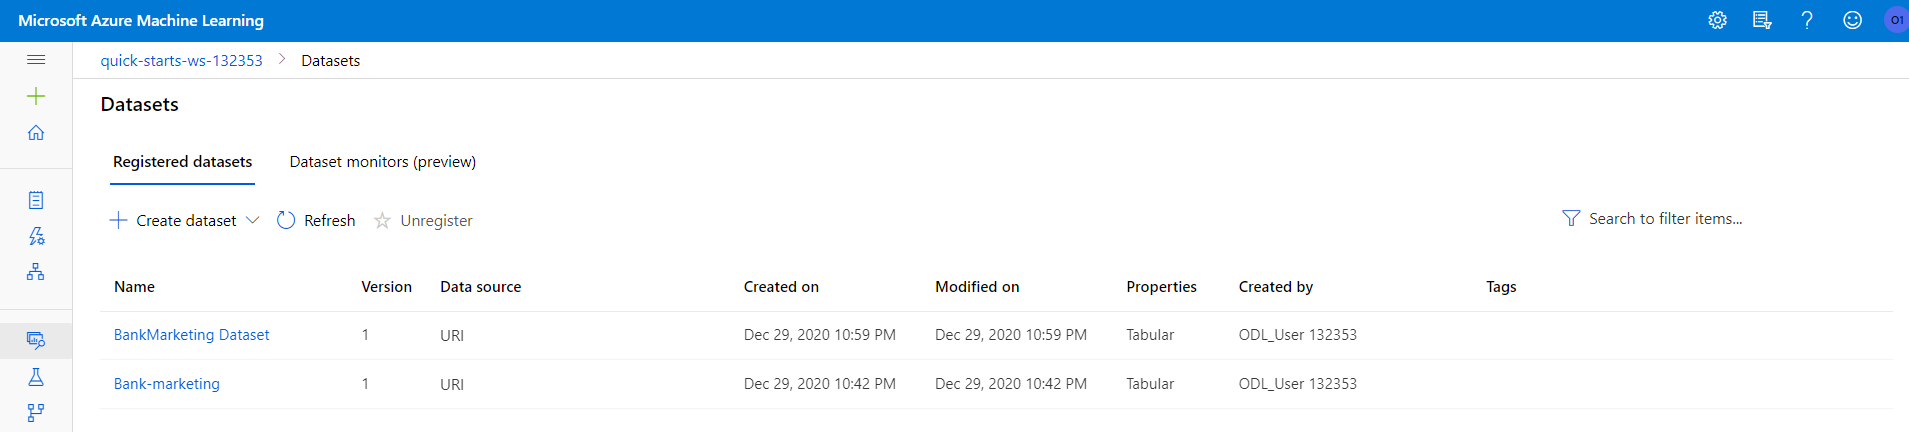 Microsoft Azure Machine Learning
O1
quick-starts-ws-132353 > Datasets
Datasets
Registered datasets Dataset monitors (preview)
Create dataset Refresh Unregister Search to filter items...
Name Version Data source Created on Modified on Properties Created by Tags
BankMarketing Dataset 1 URI Dec 29, 2020 10:59 PM Dec 29, 2020 10:59 PM Tabular ODL_User 132353
Bank-marketing 1 URI Dec 29, 2020 10:42 PM Dec 29, 2020 10:42 PM Tabular ODL_User 132353